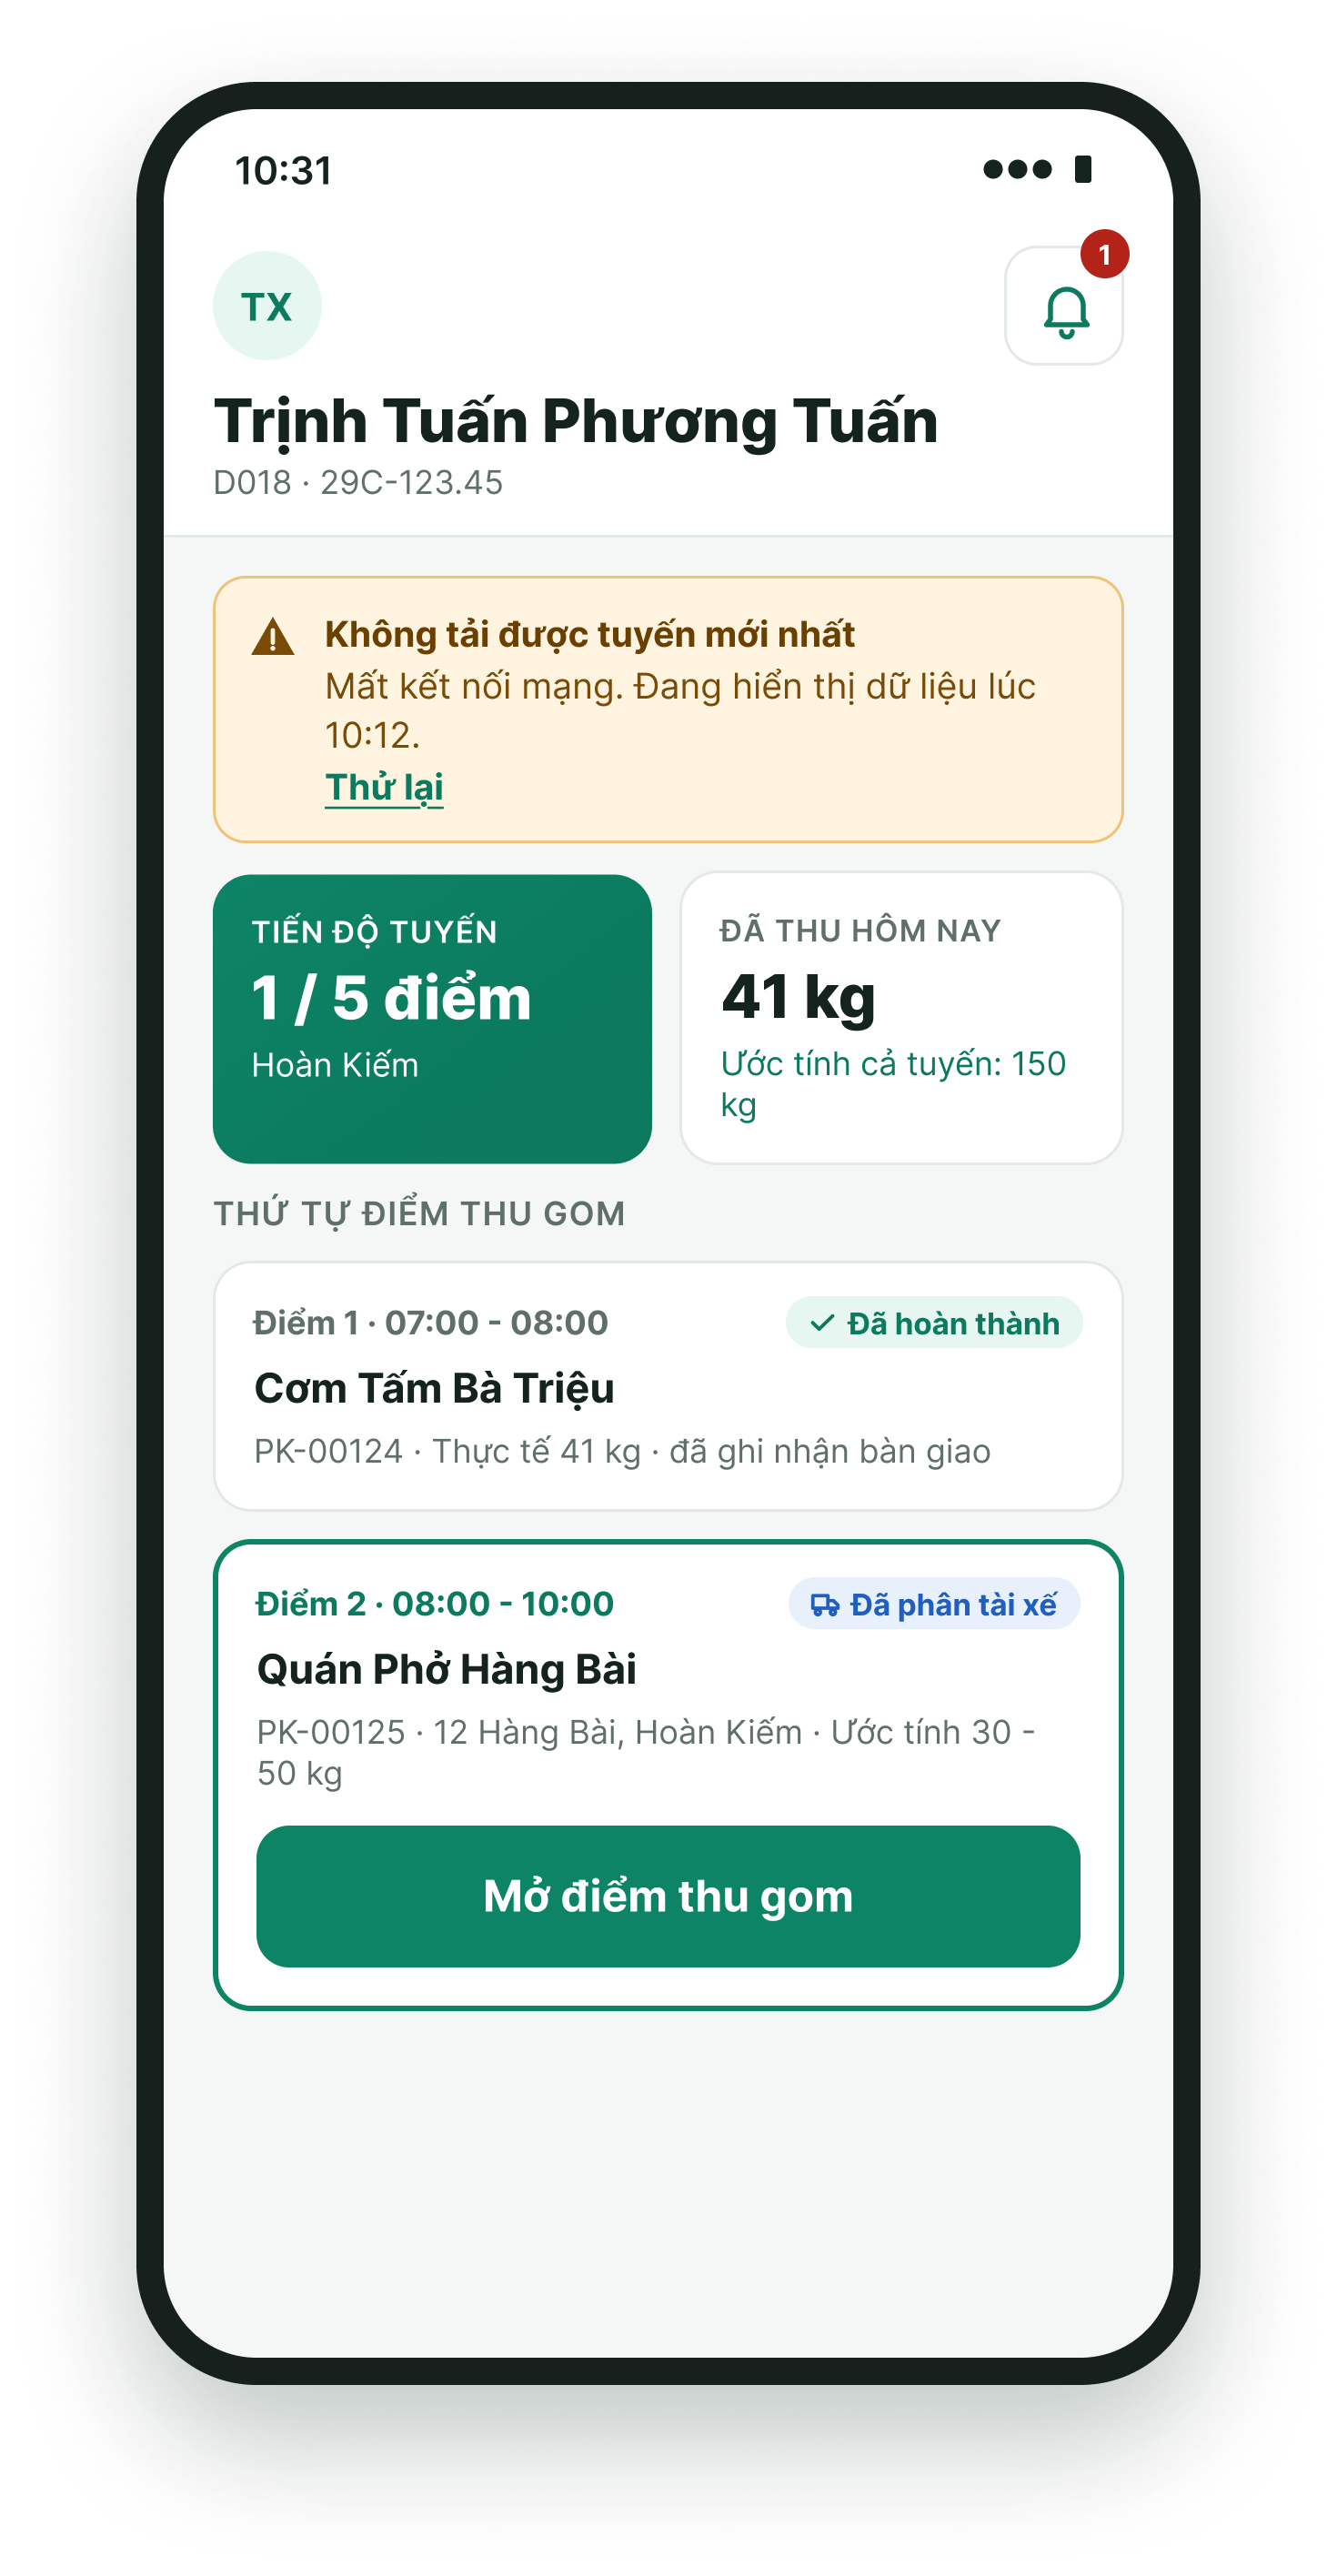 10:31
TX
1
Trịnh Tuấn Phương Tuấn
D018 · 29C-123.45
Không tải được tuyến mới nhất
Mất kết nối mạng. Đang hiển thị dữ liệu lúc
10:12.
Thử lại
TIẾN ĐỘ TUYẾN
1 / 5 điểm
Hoàn Kiếm
ĐÃ THU HÔM NAY
41 kg
Ước tính cả tuyến: 150
kg
THỨ TỰ ĐIỂM THU GOM
Điểm 1 · 07:00 - 08:00
Đã hoàn thành
Cơm Tấm Bà Triệu
PK-00124 · Thực tế 41 kg · đã ghi nhận bàn giao
Điểm 2 · 08:00 - 10:00
Đã phân tài xế
Quán Phở Hàng Bài
PK-00125 · 12 Hàng Bài, Hoàn Kiếm · Ước tính 30 -
50 kg
Mở điểm thu gom